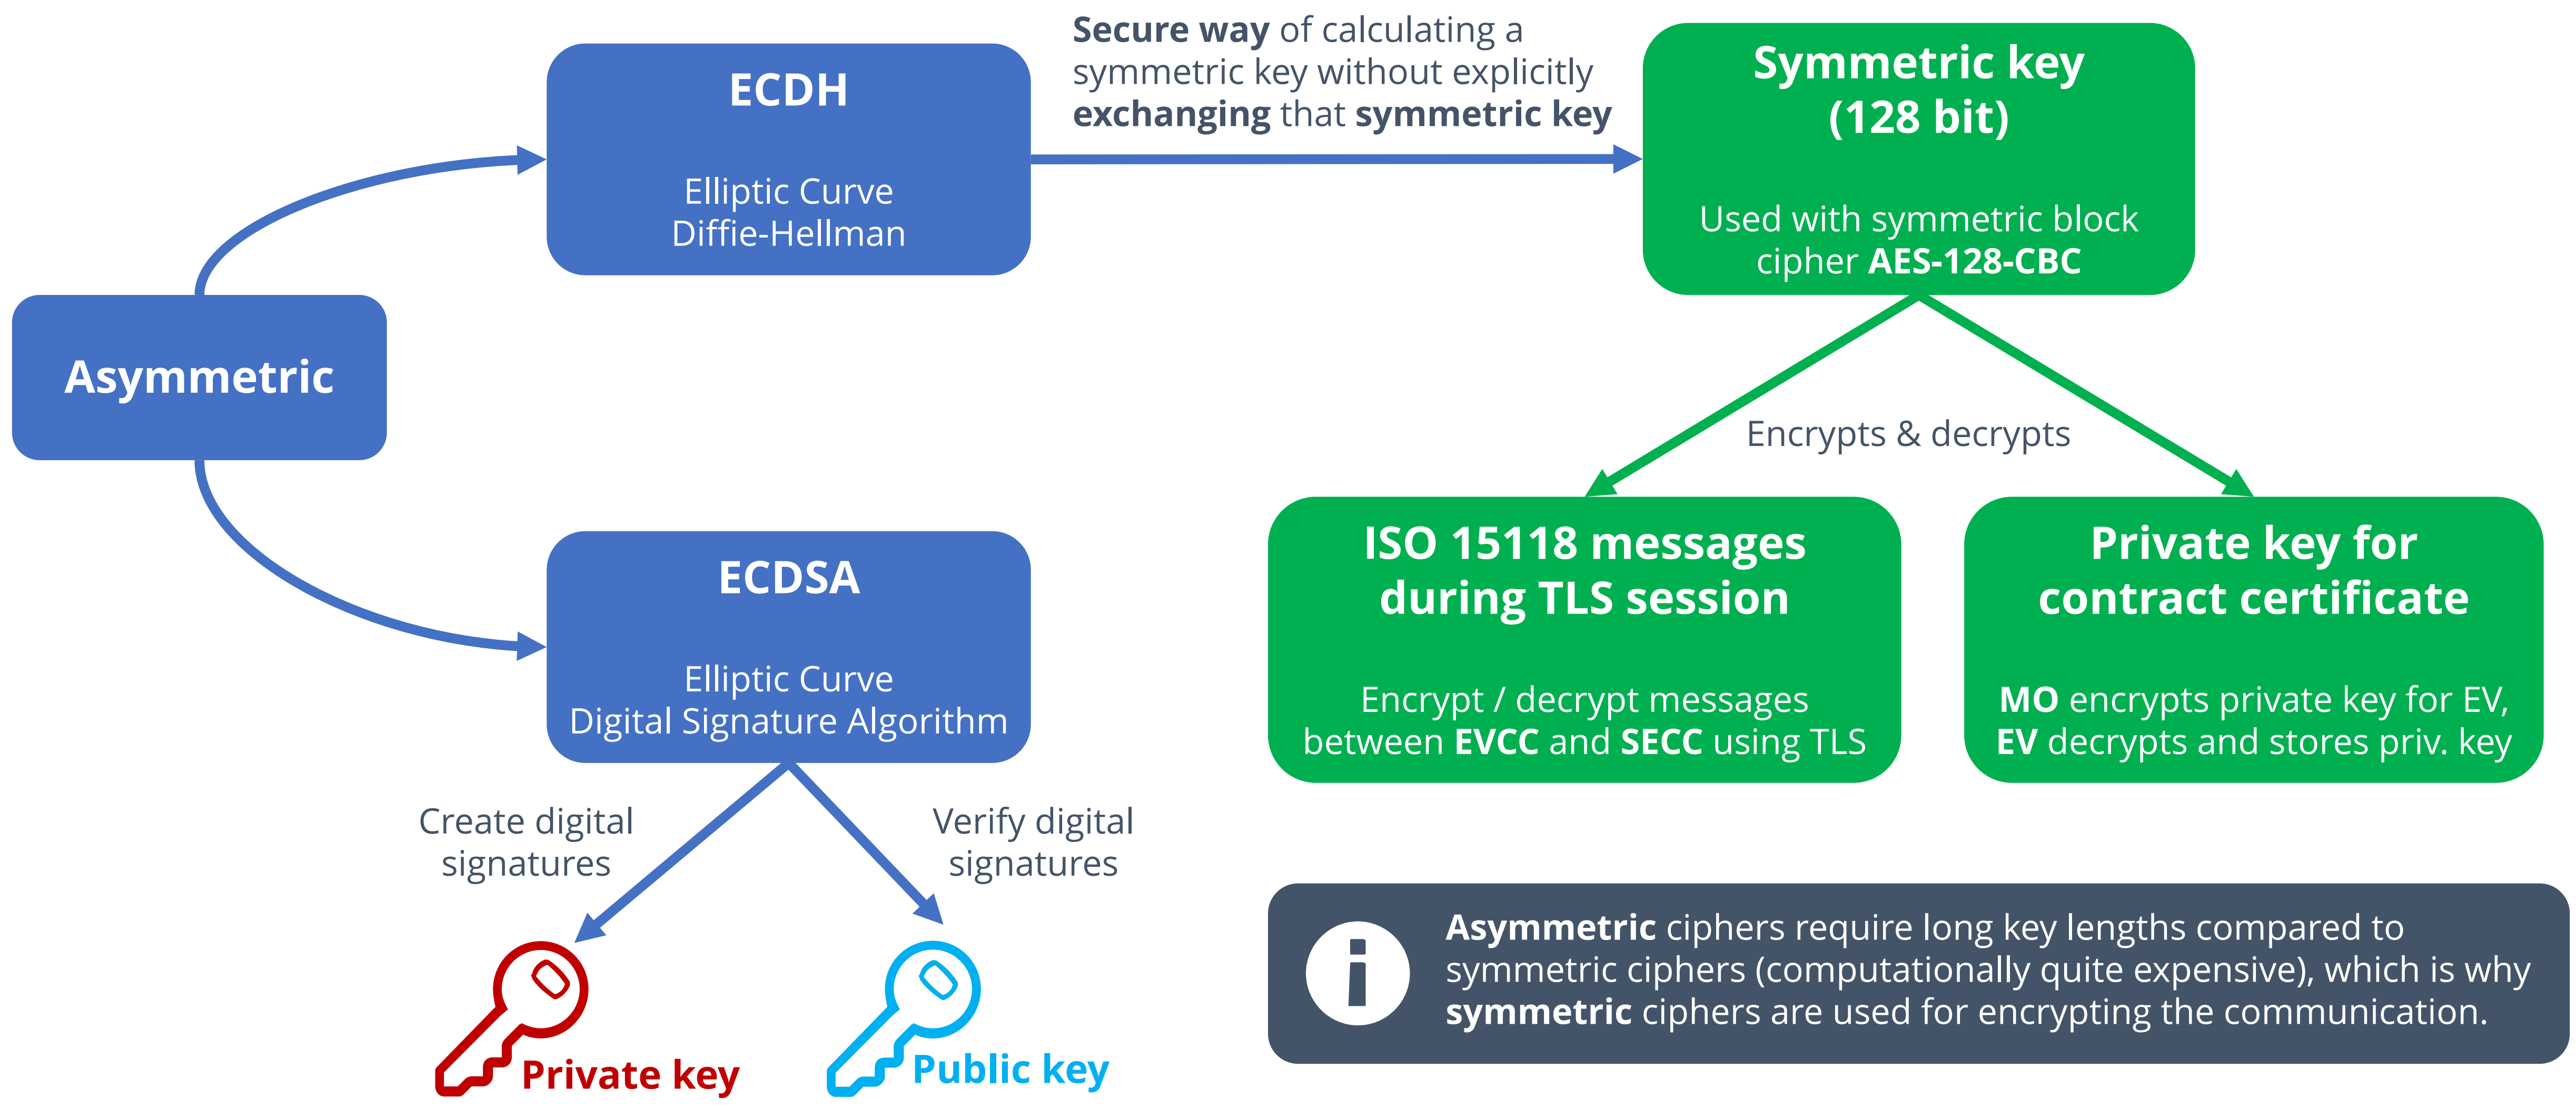 Secure way of calculating a
symmetric key without explicitly
exchanging that symmetric key
ECDH
Elliptic Curve
Diffie-Hellman
Symmetric key
(128 bit)
Used with symmetric block
cipher AES-128-CBC
Asymmetric
Encrypts & decrypts
ECDSA
Elliptic Curve
Digital Signature Algorithm
ISO 15118 messages
during TLS session
Encrypt / decrypt messages
between EVCC and SECC using TLS
Private key for
contract certificate
MO encrypts private key for EV,
EV decrypts and stores priv. key
Create digital
signatures
Verify digital
signatures
Private key
Public key
i
Asymmetric ciphers require long key lengths compared to
symmetric ciphers (computationally quite expensive), which is why
symmetric ciphers are used for encrypting the communication.